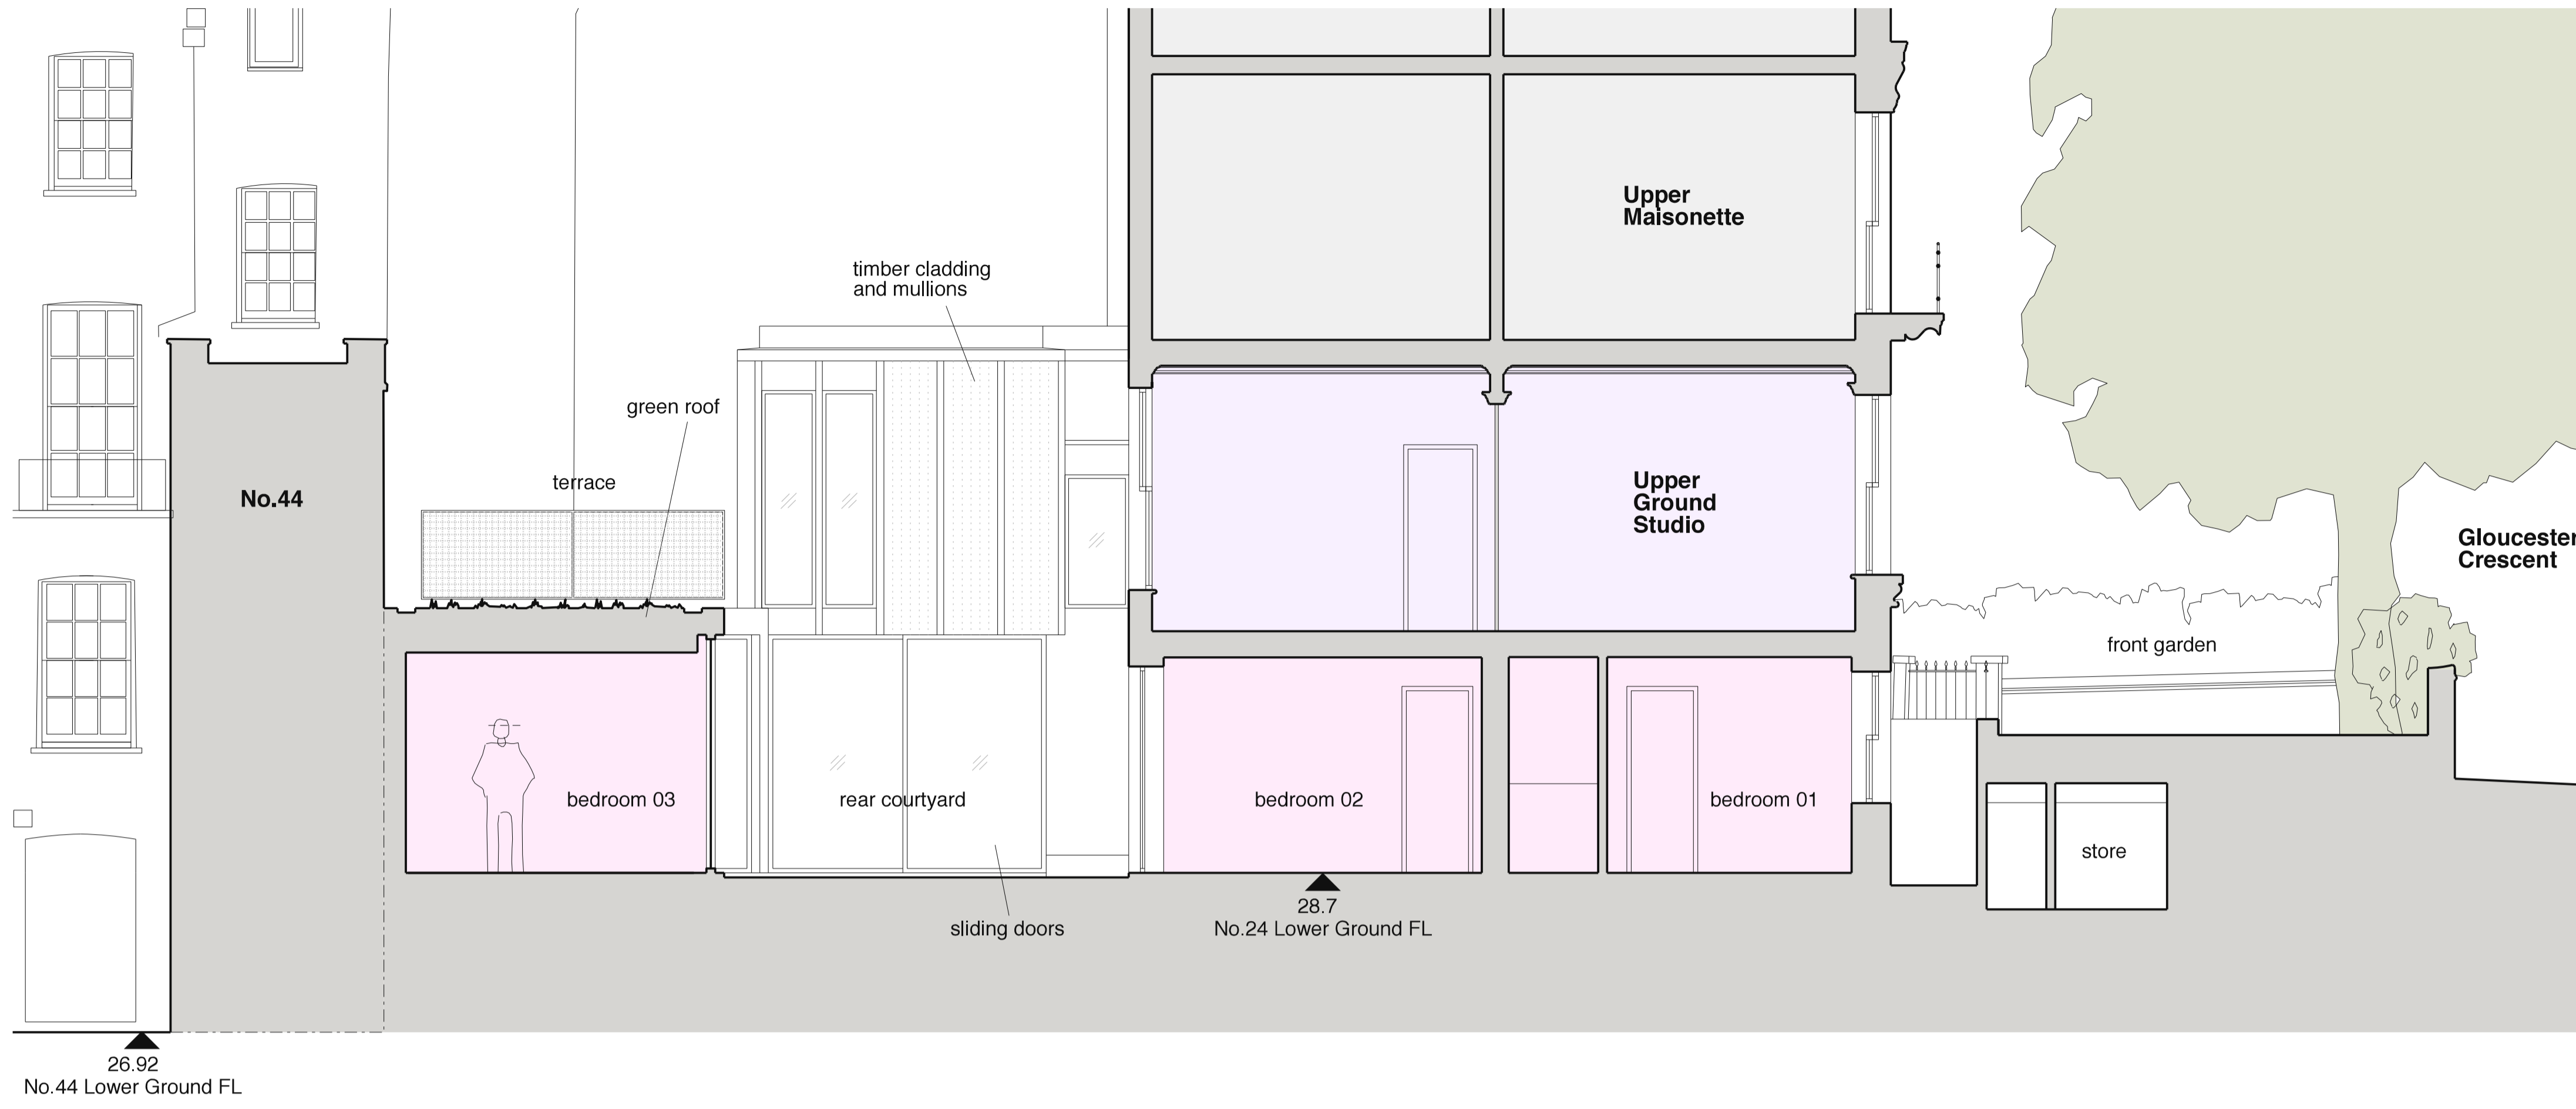 Upper
Maisonette
timber cladding
and mullions
green roof
terrace
No.44
Upper
Ground
Studio
Gloucester
Crescent
front garden
bedroom 03
rear courtyard
bedroom 02
bedroom 01
store
sliding doors
28.7
No.24 Lower Ground FL
26.92
No.44 Lower Ground FL